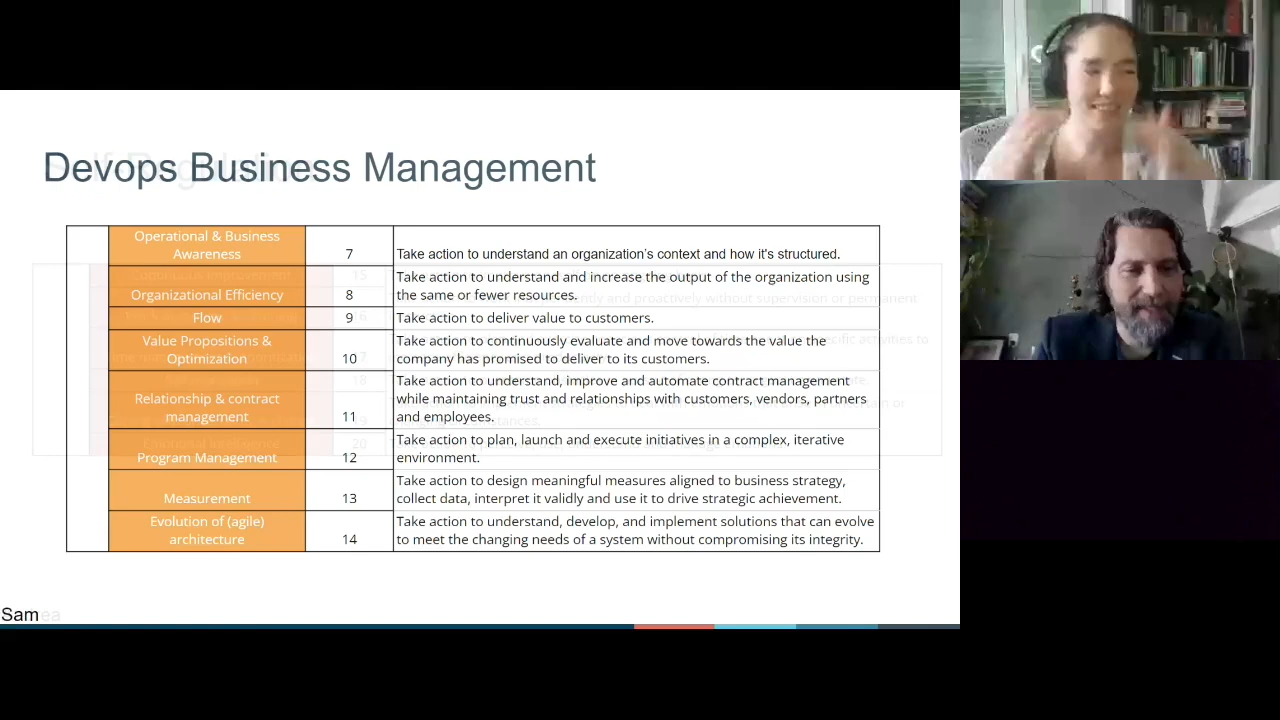 Devops Business Management
Operational & Business
Awareness
7
Take action to understand an organization's context and how it's structured.
Organizational Efficiency
8
Take action to understand and increase the output of the organization using
the same or fewer resources.
Flow
9
Take action to deliver value to customers.
Value Propositions &
Optimization
10
Take action to continuously evaluate and move towards the value the
company has promised to deliver to its customers.
Relationship & contract
management
11
Take action to understand, improve and automate contract management
while maintaining trust and relationships with customers, vendors, partners
and employees.
Program Management
12
Take action to plan, launch and execute initiatives in a complex, iterative
environment.
Measurement
13
Take action to design meaningful measures aligned to business strategy,
collect data, interpret it validly and use it to drive strategic achievement.
Evolution of (agile)
architecture
14
Take action to understand, develop, and implement solutions that can evolve
to meet the changing needs of a system without compromising its integrity.
Sam